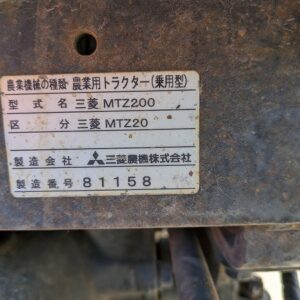 農業機械の種類 農業用トラクター(乗用型)
型式名 三菱 MTZ200
区分 三菱 MTZ20
製造会社 三菱農機株式会社
製造番号 81158